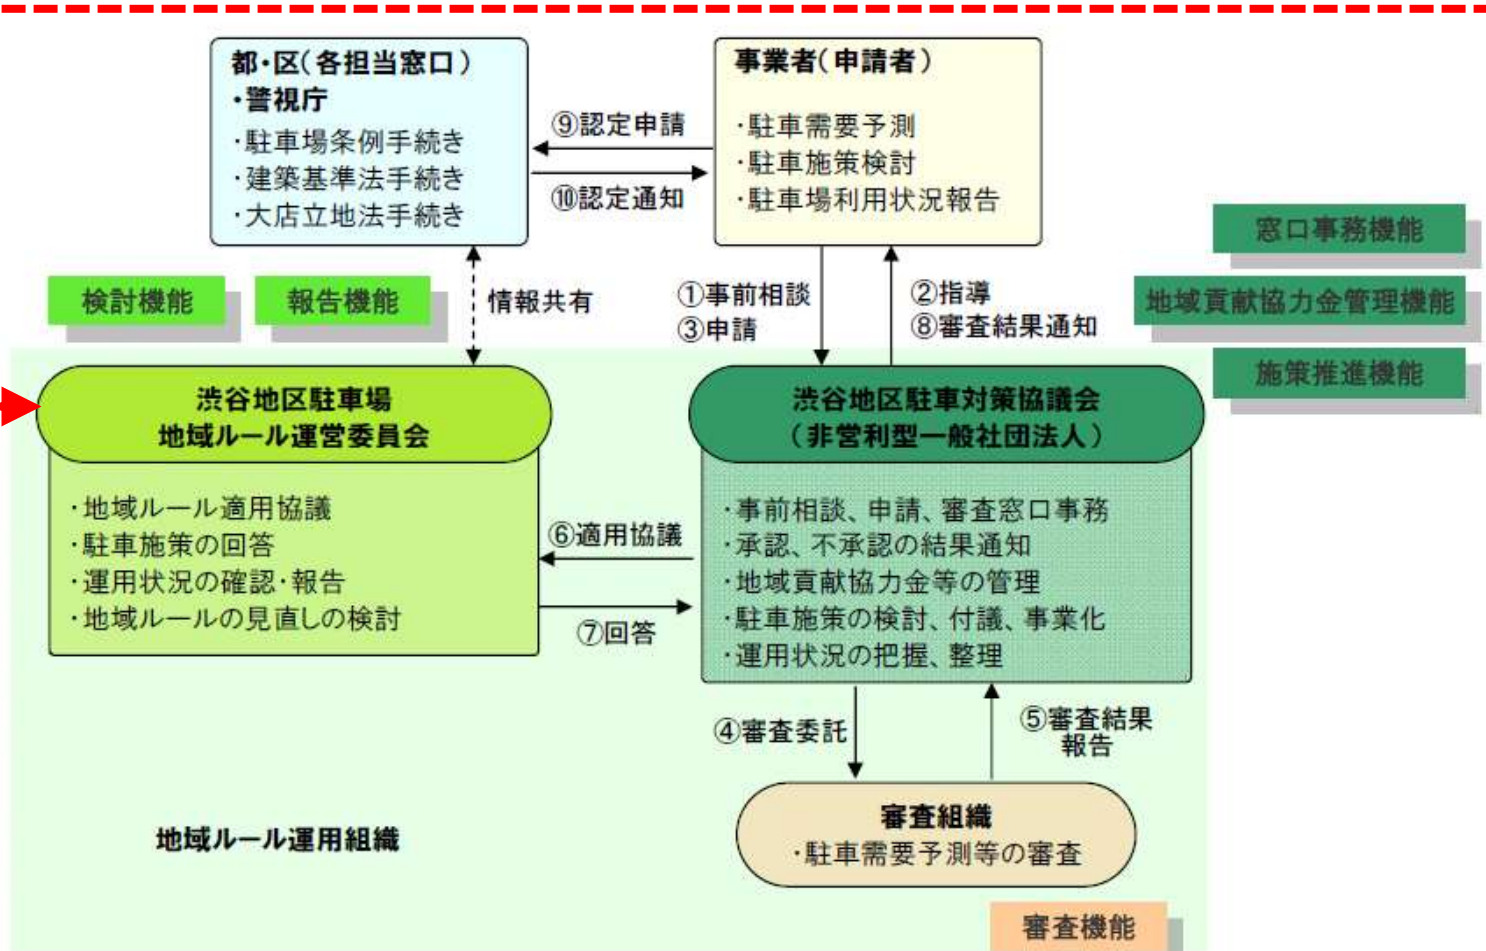 都・区（各担当窓口）
・警視庁
・駐車場条例手続き
・建築基準法手続き
・大店立地法手続き
⑨認定申請
⑩認定通知
事業者（申請者）
・駐車需要予測
・駐車施策検討
・駐車場利用状況報告
窓口事務機能
地域貢献協力金管理機能
施策推進機能
検討機能
報告機能
情報共有
①事前相談
③申請
②指導
⑧審査結果通知
渋谷地区駐車場
地域ルール運営委員会
・地域ルール適用協議
・駐車施策の回答
・運用状況の確認・報告
・地域ルールの見直しの検討
⑥適用協議
⑦回答
渋谷地区駐車対策協議会
（非営利型一般社団法人）
・事前相談、申請、審査窓口事務
・承認、不承認の結果通知
・地域貢献協力金等の管理
・駐車施策の検討、付議、事業化
・運用状況の把握、整理
④審査委託
⑤審査結果
報告
審査組織
・駐車需要予測等の審査
地域ルール運用組織
審査機能